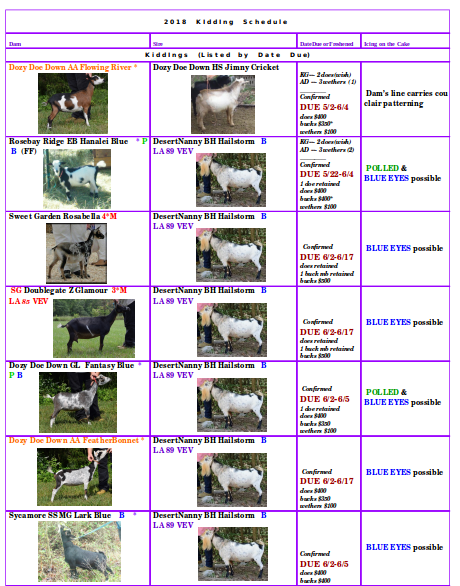 2018 Kidding Schedule
Dam Sire Date Due or Freshened Icing on the Cake
Kiddings (Listed by Date Due)
Dozy Doe Down AA Flowing River *
Dozy Doe Down HS Jimny Cricket
KG— 2 does(wish)
AD — 3wethers (1)
Confirmed
DUE 5/2-6/4
does $400
bucks $350*
wethers $100
Dam's line carries cou
clair patterning
Rosebay Ridge EB Hanalei Blue * P
B (FF)
DesertNanny BH Hailstorm B
LA 89 VEV
KG— 2 does(wish)
AD — 3wethers (2)
Confirmed
DUE 5/22-6/4
1 doe retained
does $400
bucks $400*
wethers $100
POLLED &
BLUE EYES possible
Sweet Garden Rosabella 4*M
DesertNanny BH Hailstorm B
LA 89 VEV
Confirmed
DUE 6/2-6/17
does retained
1 buck mb retained
bucks $500
BLUE EYES possible
SG Doublegate Z Glamour 3*M
LA 85 VEV
DesertNanny BH Hailstorm B
LA 89 VEV
Confirmed
DUE 6/2-6/17
does retained
1 buck mb retained
bucks $500
BLUE EYES possible
Dozy Doe Down GL Fantasy Blue *
P B
DesertNanny BH Hailstorm B
LA 89 VEV
Confirmed
DUE 6/2-6/5
1 doe retained
does $400
bucks $350
wethers $100
POLLED &
BLUE EYES possible
Dozy Doe Down AA FeatherBonnet *
DesertNanny BH Hailstorm B
LA 89 VEV
Confirmed
DUE 6/2-6/17
does $400
bucks $350
wethers $100
BLUE EYES possible
Sycamore SSMG Lark Blue B *
DesertNanny BH Hailstorm B
LA 89 VEV
Confirmed
DUE 6/2-6/5
does $400
bucks $400
BLUE EYES possible